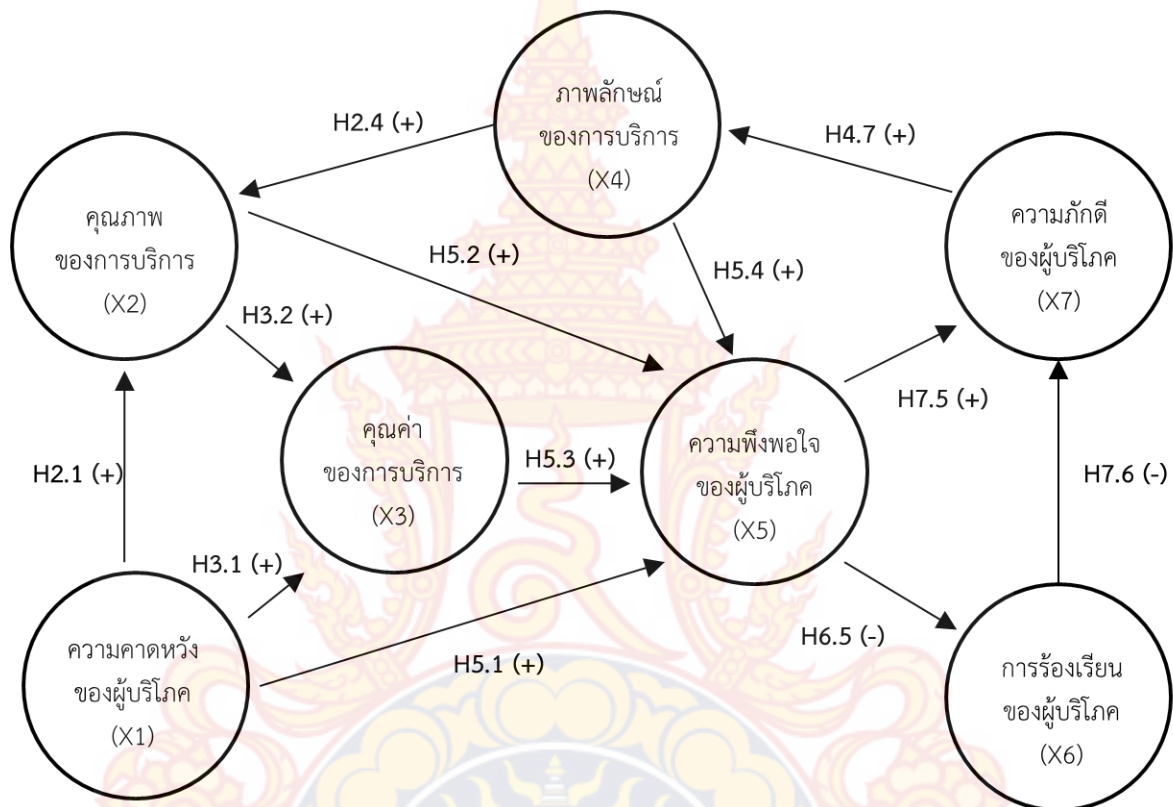 ภาพลักษณ์
ของการบริการ
(X4)
H2.4 (+)
H4.7 (+)
คุณภาพ
ของการบริการ
(X2)
ความภักดี
ของผู้บริโภค
(X7)
H5.2 (+)
H5.4 (+)
H3.2 (+)
H7.5 (+)
คุณค่า
ของการบริการ
(X3)
H5.3 (+)
ความพึงพอใจ
ของผู้บริโภค
(X5)
H2.1 (+)
H7.6 (-)
H3.1 (+)
H6.5 (-)
ความคาดหวัง
ของผู้บริโภค
(X1)
H5.1 (+)
การร้องเรียน
ของผู้บริโภค
(X6)